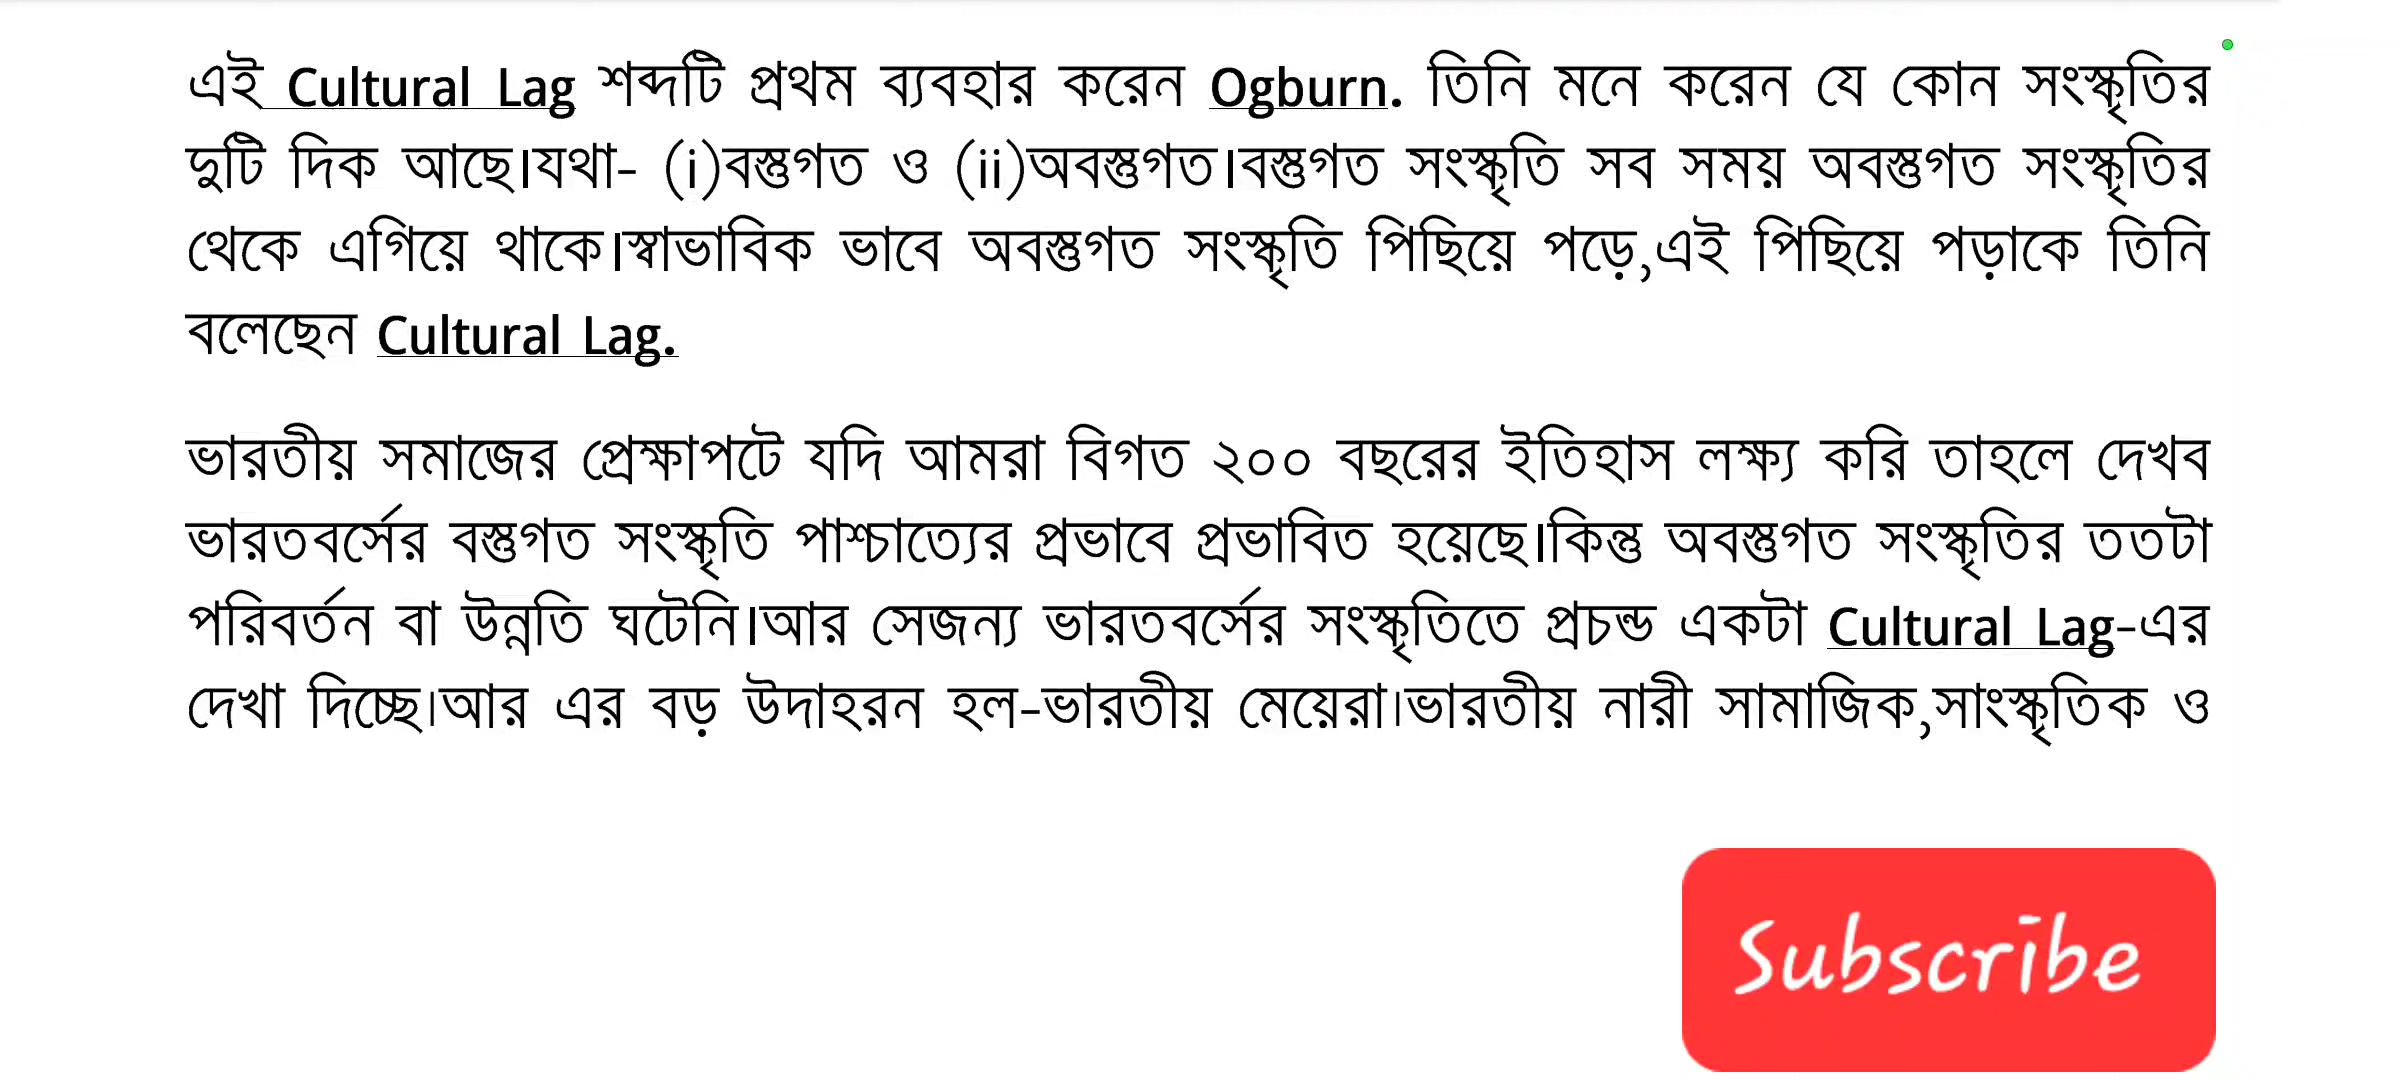 এই Cultural Lag শব্দটি প্রথম ব্যবহার করেন Ogburn. তিনি মনে করেন যে কোন সংস্কৃতির
দুটি দিক আছে।যথা- (i)বস্তুগত ও (ii)অবস্তুগত।বস্তুগত সংস্কৃতি সব সময় অবস্তুগত সংস্কৃতির
থেকে এগিয়ে থাকে।স্বাভাবিক ভাবে অবস্তুগত সংস্কৃতি পিছিয়ে পড়ে,এই পিছিয়ে পড়াকে তিনি
বলেছেন Cultural Lag.
ভারতীয় সমাজের প্রেক্ষাপটে যদি আমরা বিগত ২০০ বছরের ইতিহাস লক্ষ্য করি তাহলে দেখব
ভারতবর্সের বস্তুগত সংস্কৃতি পাশ্চাত্যের প্রভাবে প্রভাবিত হয়েছে।কিন্তু অবস্তুগত সংস্কৃতির ততটা
পরিবর্তন বা উন্নতি ঘটেনি।আর সেজন্য ভারতবর্সের সংস্কৃতিতে প্রচন্ড একটা Cultural Lag-এর
দেখা দিচ্ছে।আর এর বড় উদাহরন হল-ভারতীয় মেয়েরা।ভারতীয় নারী সামাজিক,সাংস্কৃতিক ও
Subscribe